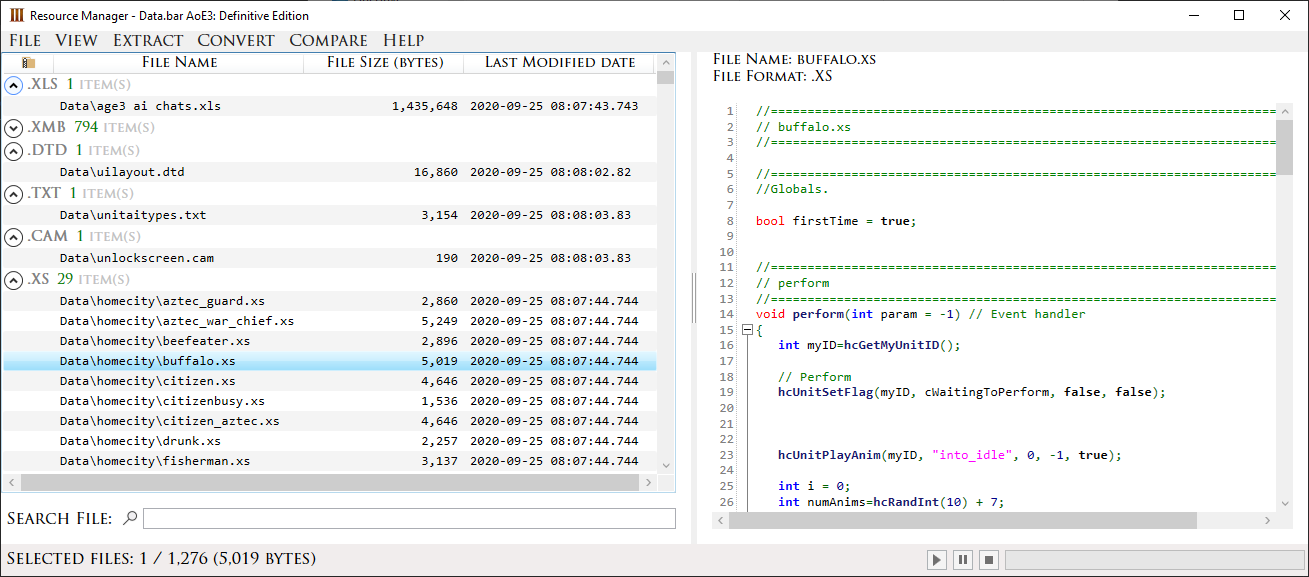 Resource Manager - Data.bar AoE3: Definitive Edition
File View Extract Convert Compare Help
File Name File Size (bytes) Last Modified date
.XLS 1 item(s)
Data\age3 ai chats.xls 1,435,648 2020-09-25 08:07:43.743
.XMB 794 item(s)
.DTD 1 item(s)
Data\uilayout.dtd 16,860 2020-09-25 08:08:02.82
.TXT 1 item(s)
Data\unitaitypes.txt 3,154 2020-09-25 08:08:03.83
.CAM 1 item(s)
Data\unlockscreen.cam 190 2020-09-25 08:08:03.83
.XS 29 item(s)
Data\homecity\aztec_guard.xs 2,860 2020-09-25 08:07:44.744
Data\homecity\aztec_war_chief.xs 5,249 2020-09-25 08:07:44.744
Data\homecity\beefeater.xs 2,896 2020-09-25 08:07:44.744
Data\homecity\buffalo.xs 5,019 2020-09-25 08:07:44.744
Data\homecity\citizen.xs 4,646 2020-09-25 08:07:44.744
Data\homecity\citizenbusy.xs 1,536 2020-09-25 08:07:44.744
Data\homecity\citizen_aztec.xs 4,646 2020-09-25 08:07:44.744
Data\homecity\drunk.xs 2,257 2020-09-25 08:07:44.744
Data\homecity\fisherman.xs 3,137 2020-09-25 08:07:44.744
Search File:
Selected files: 1 / 1,276 (5,019 bytes)
File Name: buffalo.xs
File Format: .XS
1 //======================================================================
2 // buffalo.xs
3 //======================================================================
4
5 //======================================================================
6 //Globals.
7
8 bool firstTime = true;
9
10
11 //======================================================================
12 // perform
13 //======================================================================
14 void perform(int param = -1) // Event handler
15 {
16 int myID=hcGetMyUnitID();
17
18 // Perform
19 hcUnitSetFlag(myID, cWaitingToPerform, false, false);
20
21
22
23 hcUnitPlayAnim(myID, "into_idle", 0, -1, true);
24
25 int i = 0;
26 int numAnims=hcRandInt(10) + 7;